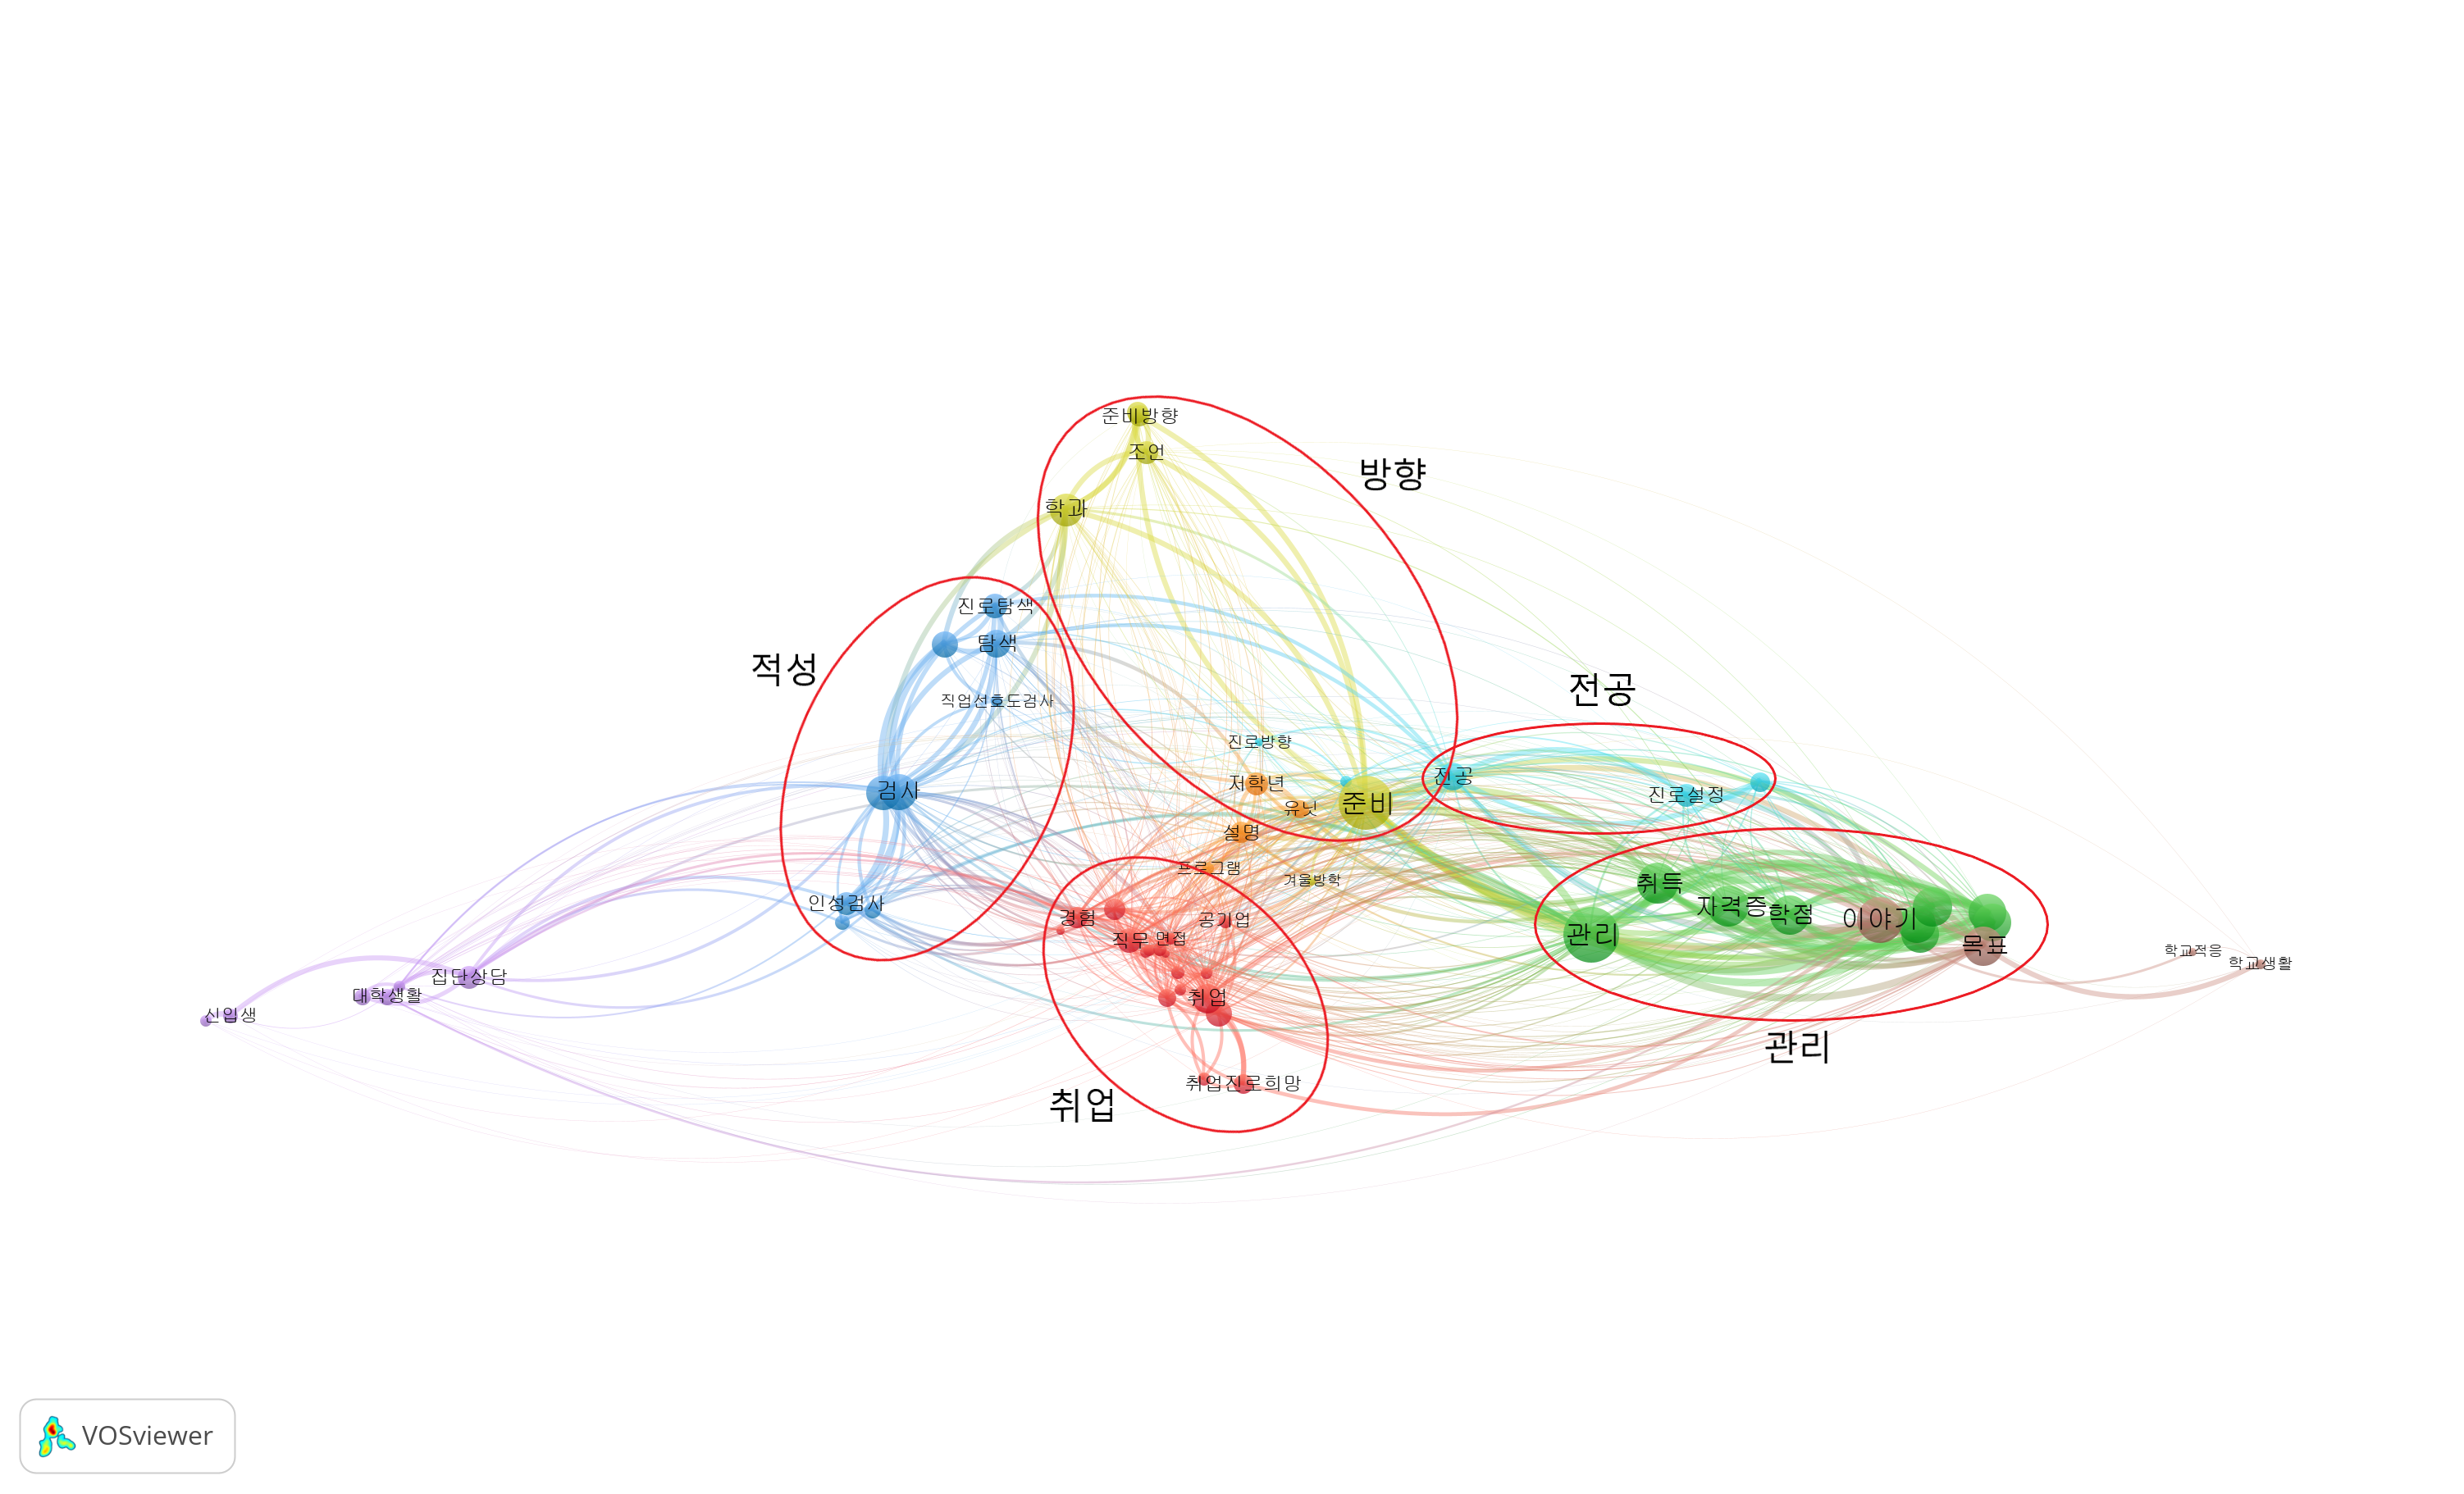 준비방향
조언
방향
학과
진로탐색
탐색
적성
직업선호도검사
전공
진로방향
저학년
전공
검사
유닛
준비
진로설정
설명
프로그램
겨울방학
취득
인성검사
경험
공기업
자격증
학점
이야기
직무
면접
관리
목표
학교적응
학교생활
집단상담
대학생활
취업
신입생
관리
취업진로희망
취업
VOSviewer